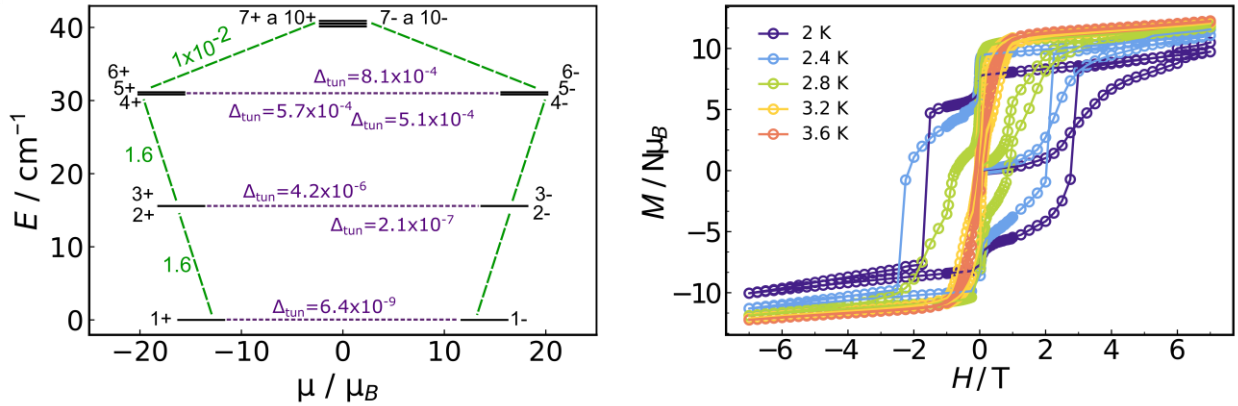 7+ a 10+
7- a 10-
40
1x10⁻²
6+
5+
4+
Δtun=8.1x10⁻⁴
6-
5-
4-
30
Δtun=5.7x10⁻⁴
Δtun=5.1x10⁻⁴
1.6
20
3+
2+
Δtun=4.2x10⁻⁶
3-
2-
Δtun=2.1x10⁻⁷
10
1.6
Δtun=6.4x10⁻⁹
0
1+
1-
E / cm⁻¹
−20
−10
0
10
20
μ / μB
2 K
2.4 K
2.8 K
3.2 K
3.6 K
10
5
0
−5
−10
M / NμB
−6
−4
−2
0
2
4
6
H / T